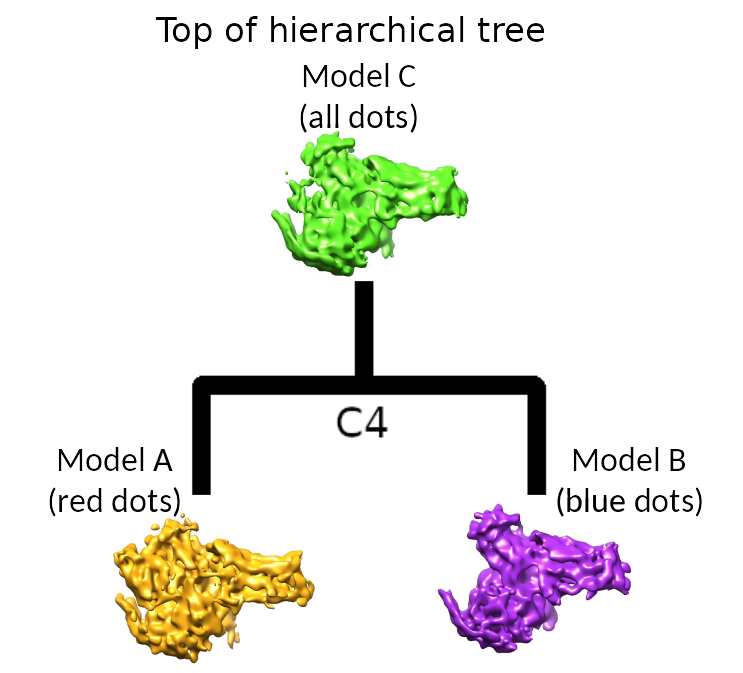 Top of hierarchical tree
Model C
(all dots)
C4
Model A
(red dots)
Model B
(blue dots)